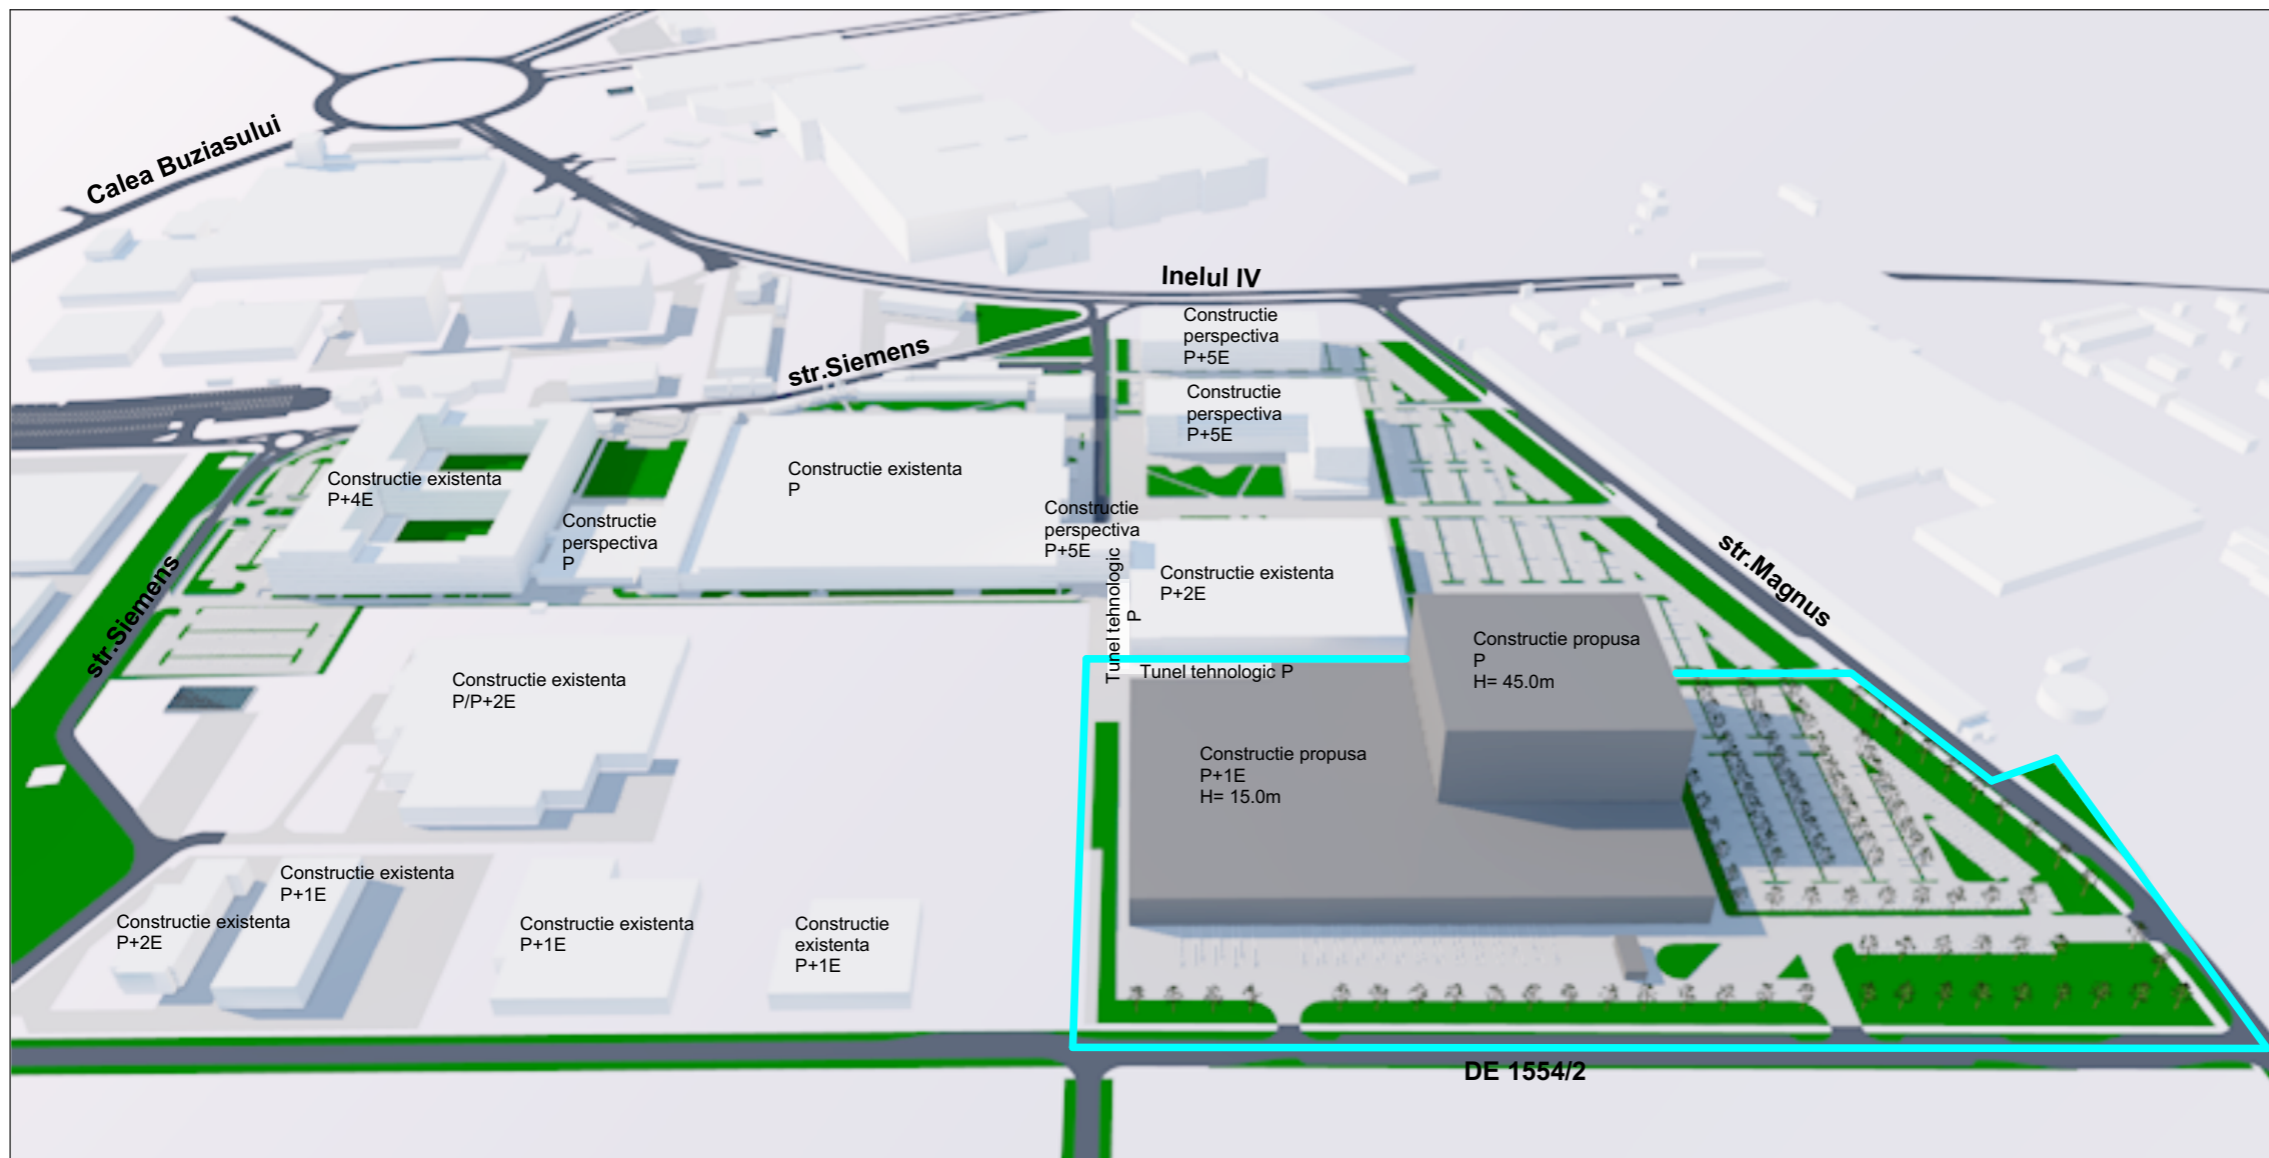 Calea Buziasului
Inelul IV
Constructie
perspectiva
P+5E
str.Siemens
Constructie
perspectiva
P+5E
Constructie existenta
P
Constructie existenta
P+4E
Constructie
perspectiva
P
Constructie
perspectiva
P+5E
str.Magnus
Constructie existenta
P+2E
Tunel tehnologic
P
str.Siemens
Constructie propusa
P
H= 45.0m
Tunel tehnologic P
Constructie existenta
P/P+2E
Constructie propusa
P+1E
H= 15.0m
Constructie existenta
P+1E
Constructie existenta
P+2E
Constructie existenta
P+1E
Constructie
existenta
P+1E
DE 1554/2